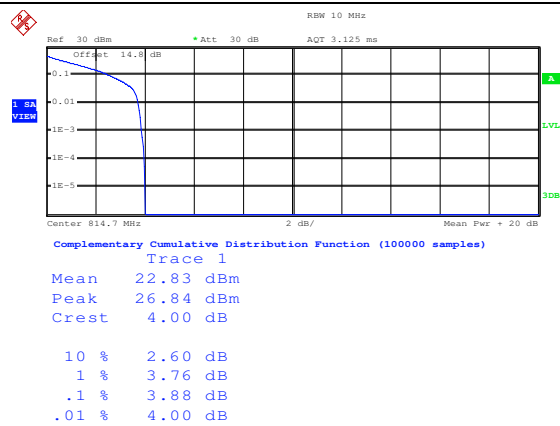 RBW 10 MHz
Ref 30 dBm * Att 30 dB AQT 3.125 ms
Offset 14.8 dB
0.1
A
0.01
1 SA
VIEW
1E-3
LVL
1E-4
1E-5
3DB
Center 814.7 MHz 2 dB/ Mean Pwr + 20 dB
Complementary Cumulative Distribution Function (100000 samples)
Trace 1
Mean 22.83 dBm
Peak 26.84 dBm
Crest 4.00 dB
10 % 2.60 dB
1 % 3.76 dB
.1 % 3.88 dB
.01 % 4.00 dB